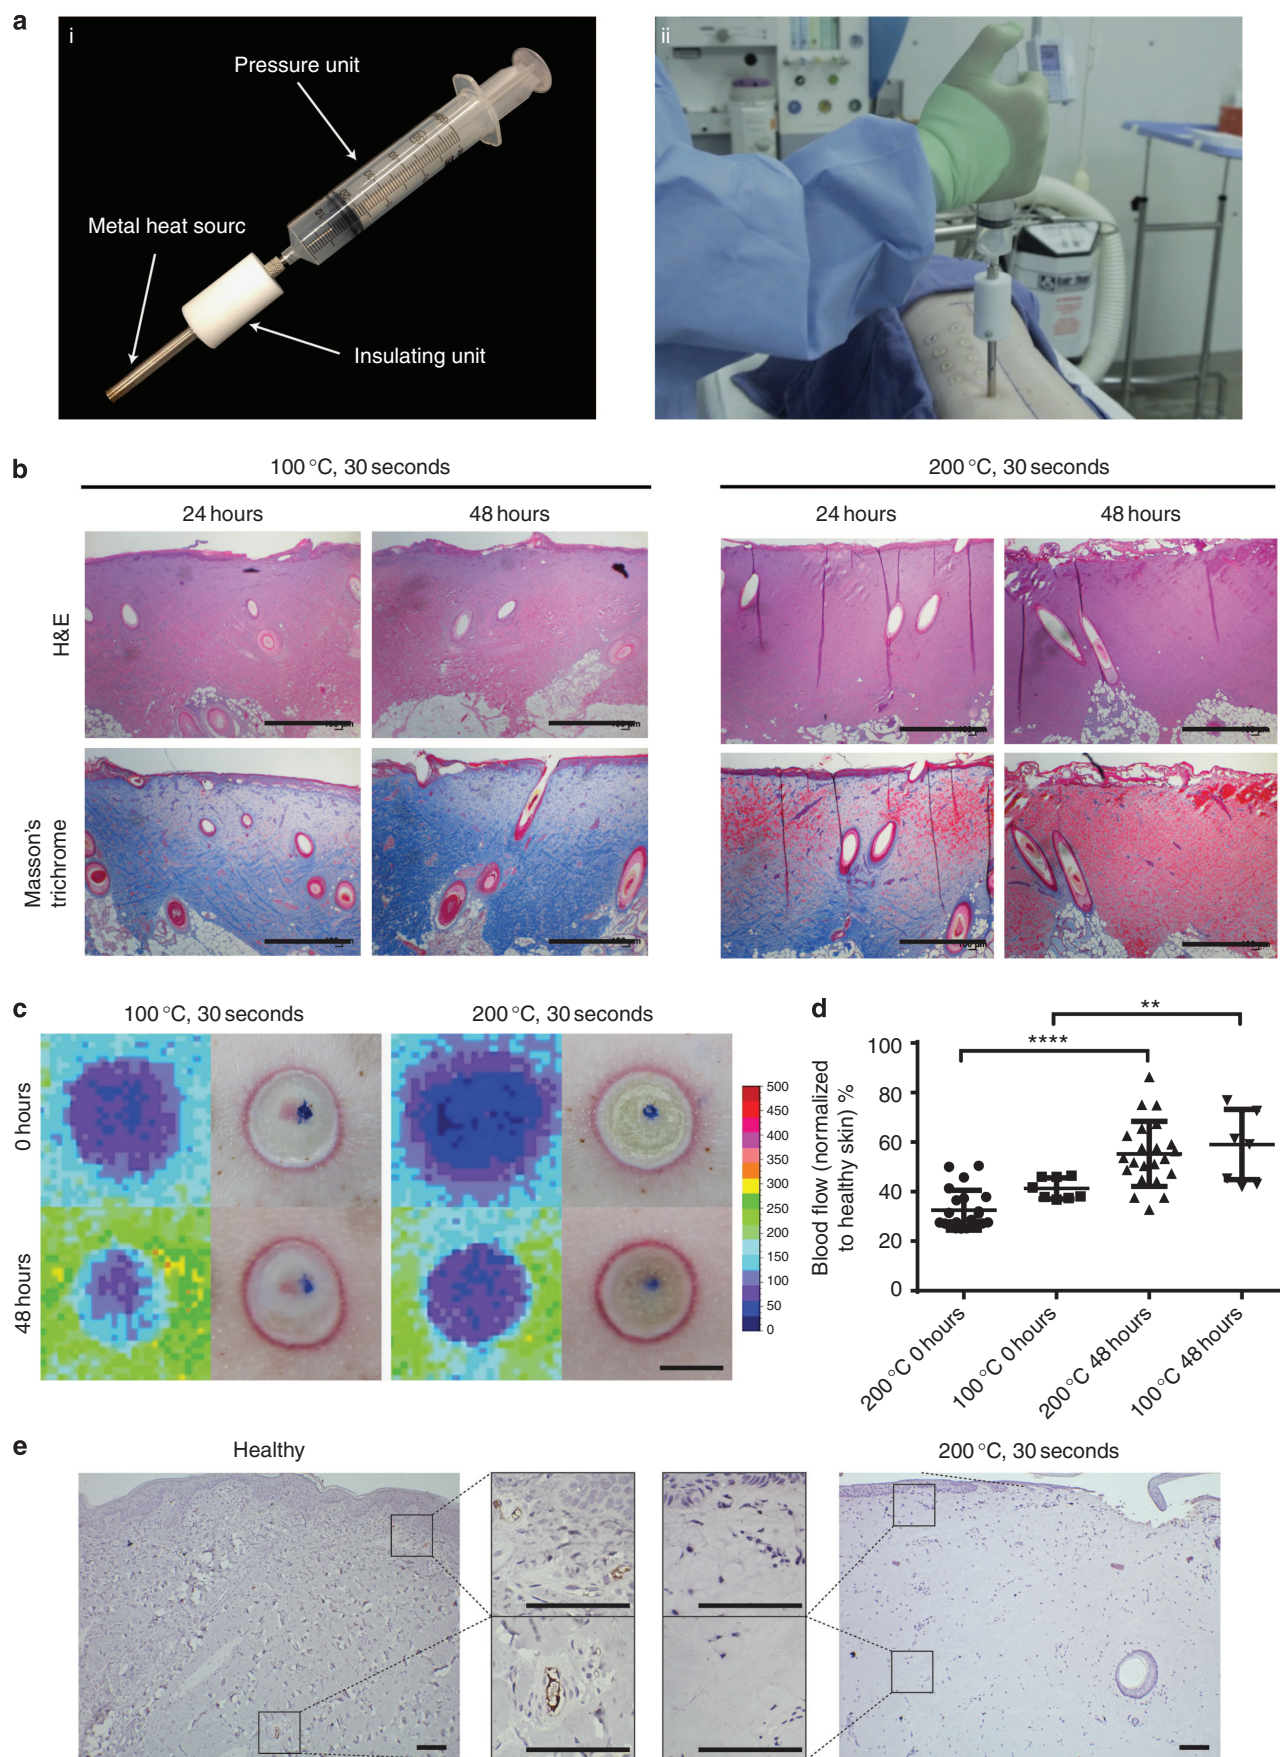 a
i
ii
Pressure unit
Metal heat sourc
Insulating unit
b
100 °C, 30 seconds
200 °C, 30 seconds
24 hours
48 hours
24 hours
48 hours
H&E
Masson's
trichrome
c
100 °C, 30 seconds
200 °C, 30 seconds
0 hours
48 hours
500
450
400
350
300
250
200
150
100
50
0
d
**
****
Blood flow (normalized
to healthy skin) %
100
80
60
40
20
0
200 °C 0 hours
100 °C 0 hours
200 °C 48 hours
100 °C 48 hours
e
Healthy
200 °C, 30 seconds